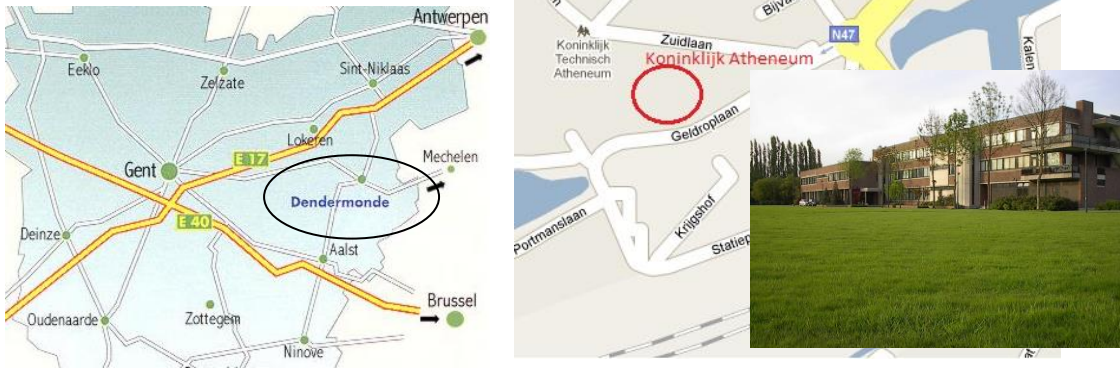 Antwerpen
Eeklo
Zelzate
Sint-Niklaas
Lokeren
Mechelen
Gent
E 17
Dendermonde
E 40
Deinze
Aalst
Brussel
Oudenaarde
Zottegem
Ninove
N47
Zuidlaan
Koninklijk
Technisch
Atheneum
Koninklijk Atheneum
Geldroplaan
Krijgshof
Portmanslaan